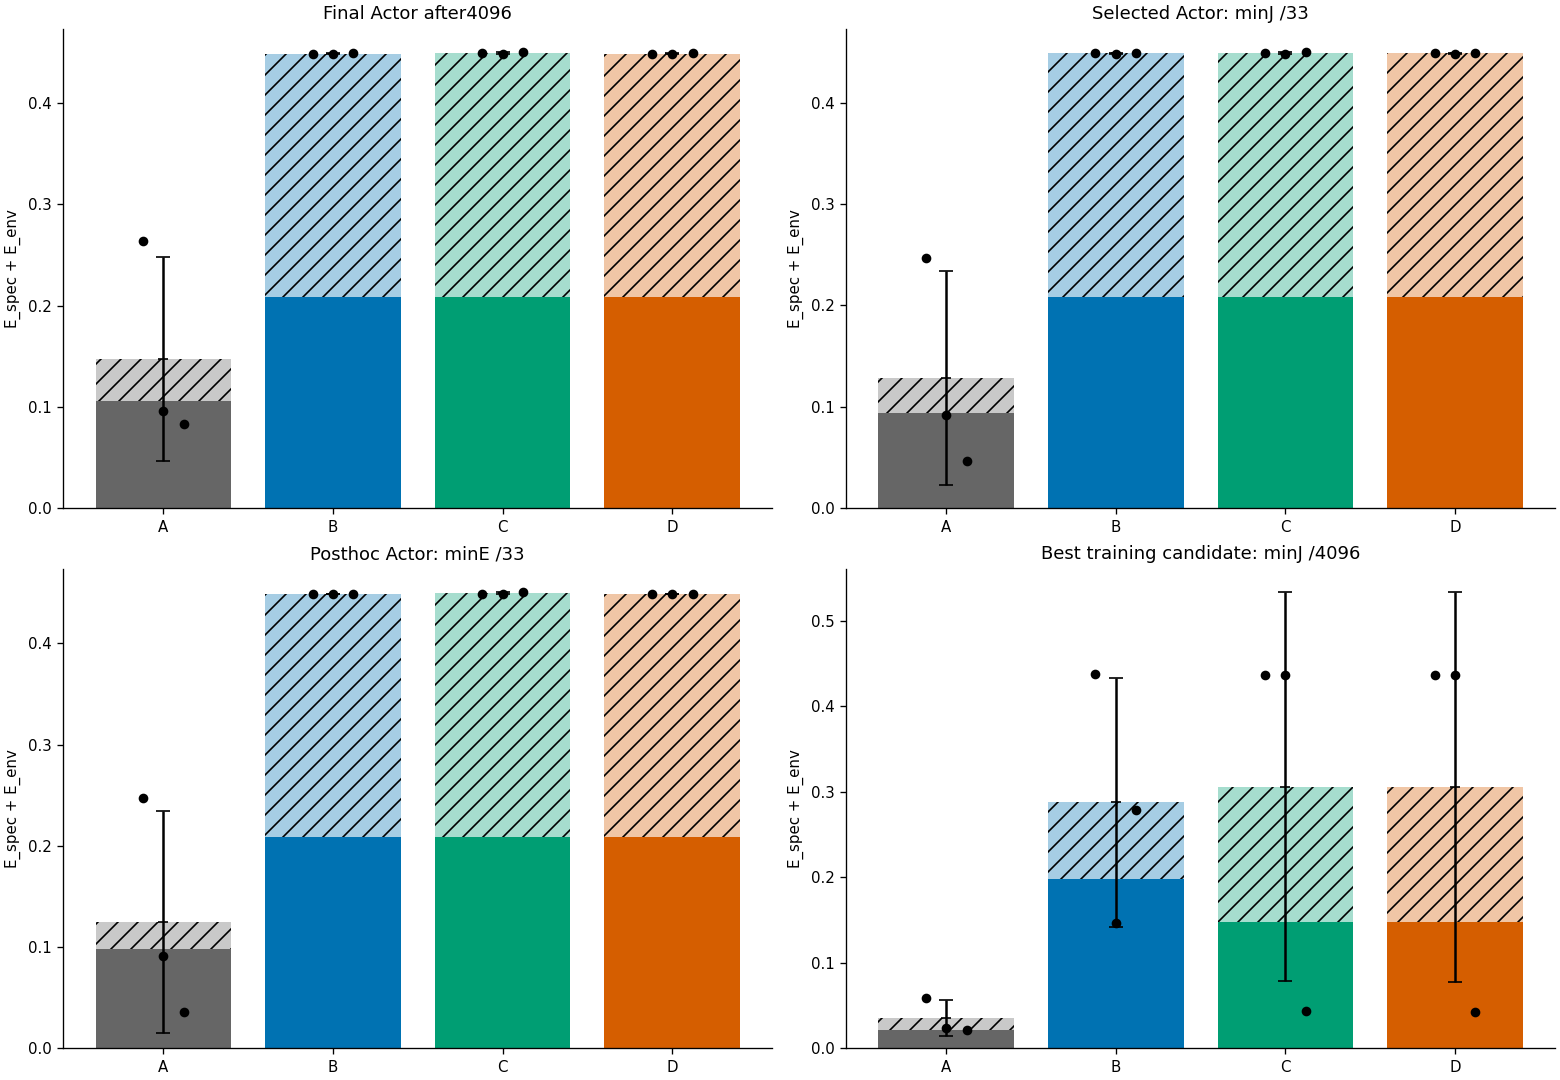 Final Actor after4096
E_spec + E_env
0.4
0.3
0.2
0.1
0.0
A B C D
Selected Actor: minJ /33
E_spec + E_env
0.4
0.3
0.2
0.1
0.0
A B C D
Posthoc Actor: minE /33
E_spec + E_env
0.4
0.3
0.2
0.1
0.0
A B C D
Best training candidate: minJ /4096
E_spec + E_env
0.5
0.4
0.3
0.2
0.1
0.0
A B C D